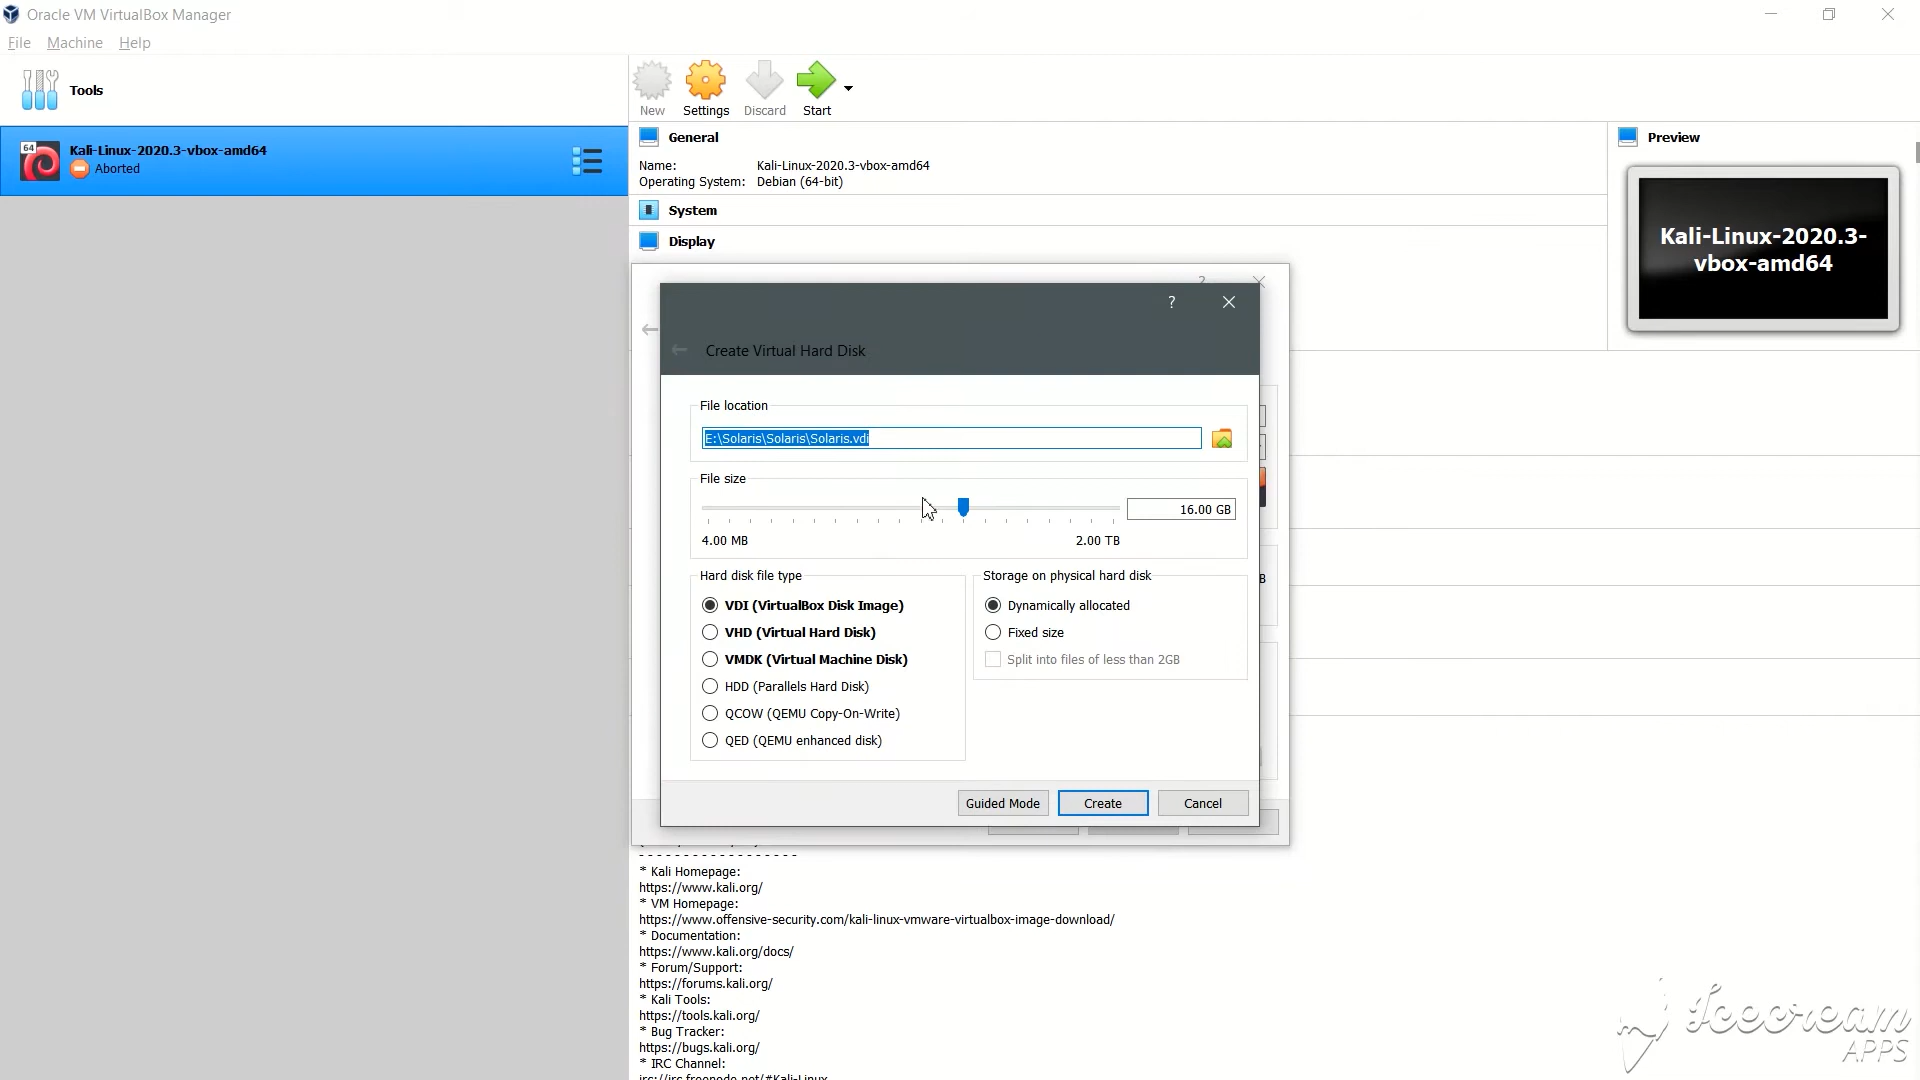 Oracle VM VirtualBox Manager
File Machine Help
Tools
New Settings Discard Start
64
Kali-Linux-2020.3-vbox-amd64
Aborted
General
Name: Kali-Linux-2020.3-vbox-amd64
Operating System: Debian (64-bit)
System
Display
Preview
Kali-Linux-2020.3-
vbox-amd64
?
?
Create Virtual Hard Disk
File location
E:\Solaris\Solaris\Solaris.vdi
File size
16.00 GB
4.00 MB 2.00 TB
Hard disk file type
VDI (VirtualBox Disk Image)
VHD (Virtual Hard Disk)
VMDK (Virtual Machine Disk)
HDD (Parallels Hard Disk)
QCOW (QEMU Copy-On-Write)
QED (QEMU enhanced disk)
Storage on physical hard disk
Dynamically allocated
Fixed size
Split into files of less than 2GB
B
Guided Mode Create Cancel
- - - - - - - - - - - - - - - - - -
* Kali Homepage:
https://www.kali.org/
* VM Homepage:
https://www.offensive-security.com/kali-linux-vmware-virtualbox-image-download/
* Documentation:
https://www.kali.org/docs/
* Forum/Support:
https://forums.kali.org/
* Kali Tools:
https://tools.kali.org/
* Bug Tracker:
https://bugs.kali.org/
* IRC Channel:
irc://irc.freenode.net/#Kali-Linux
Icecream
APPS